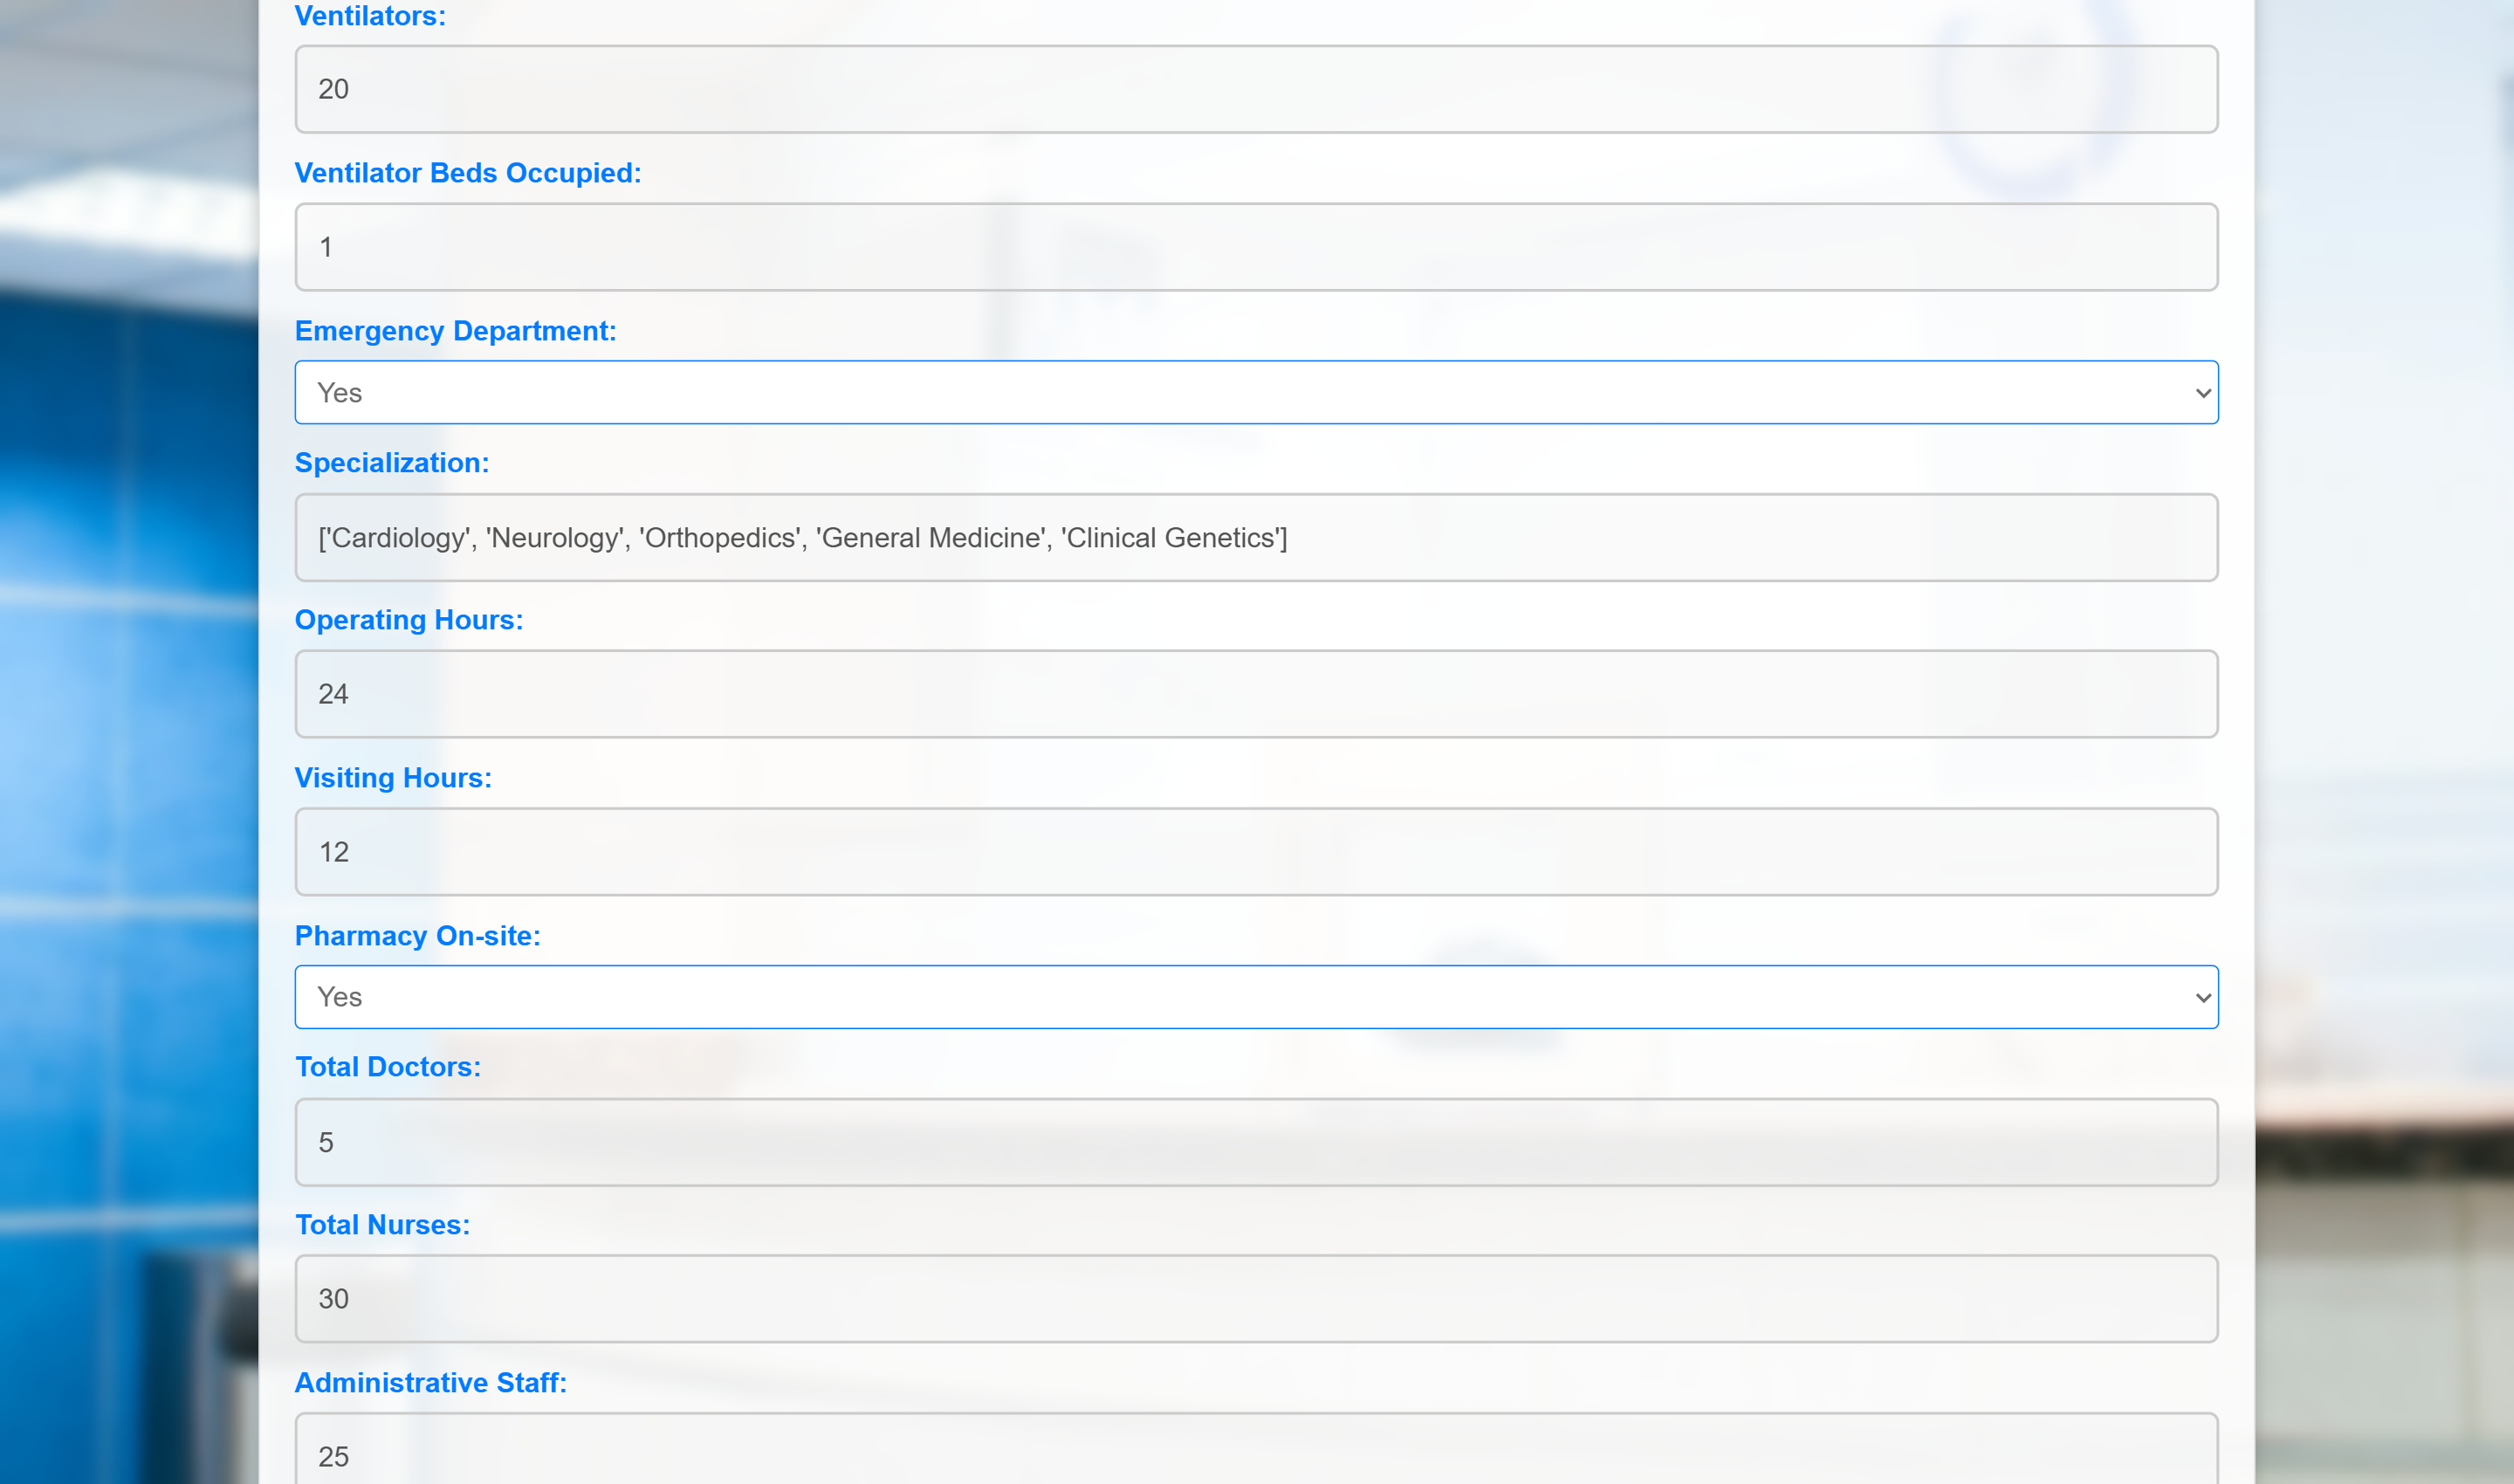 Ventilators:
20
Ventilator Beds Occupied:
1
Emergency Department:
Yes
Specialization:
['Cardiology', 'Neurology', 'Orthopedics', 'General Medicine', 'Clinical Genetics']
Operating Hours:
24
Visiting Hours:
12
Pharmacy On-site:
Yes
Total Doctors:
5
Total Nurses:
30
Administrative Staff:
25